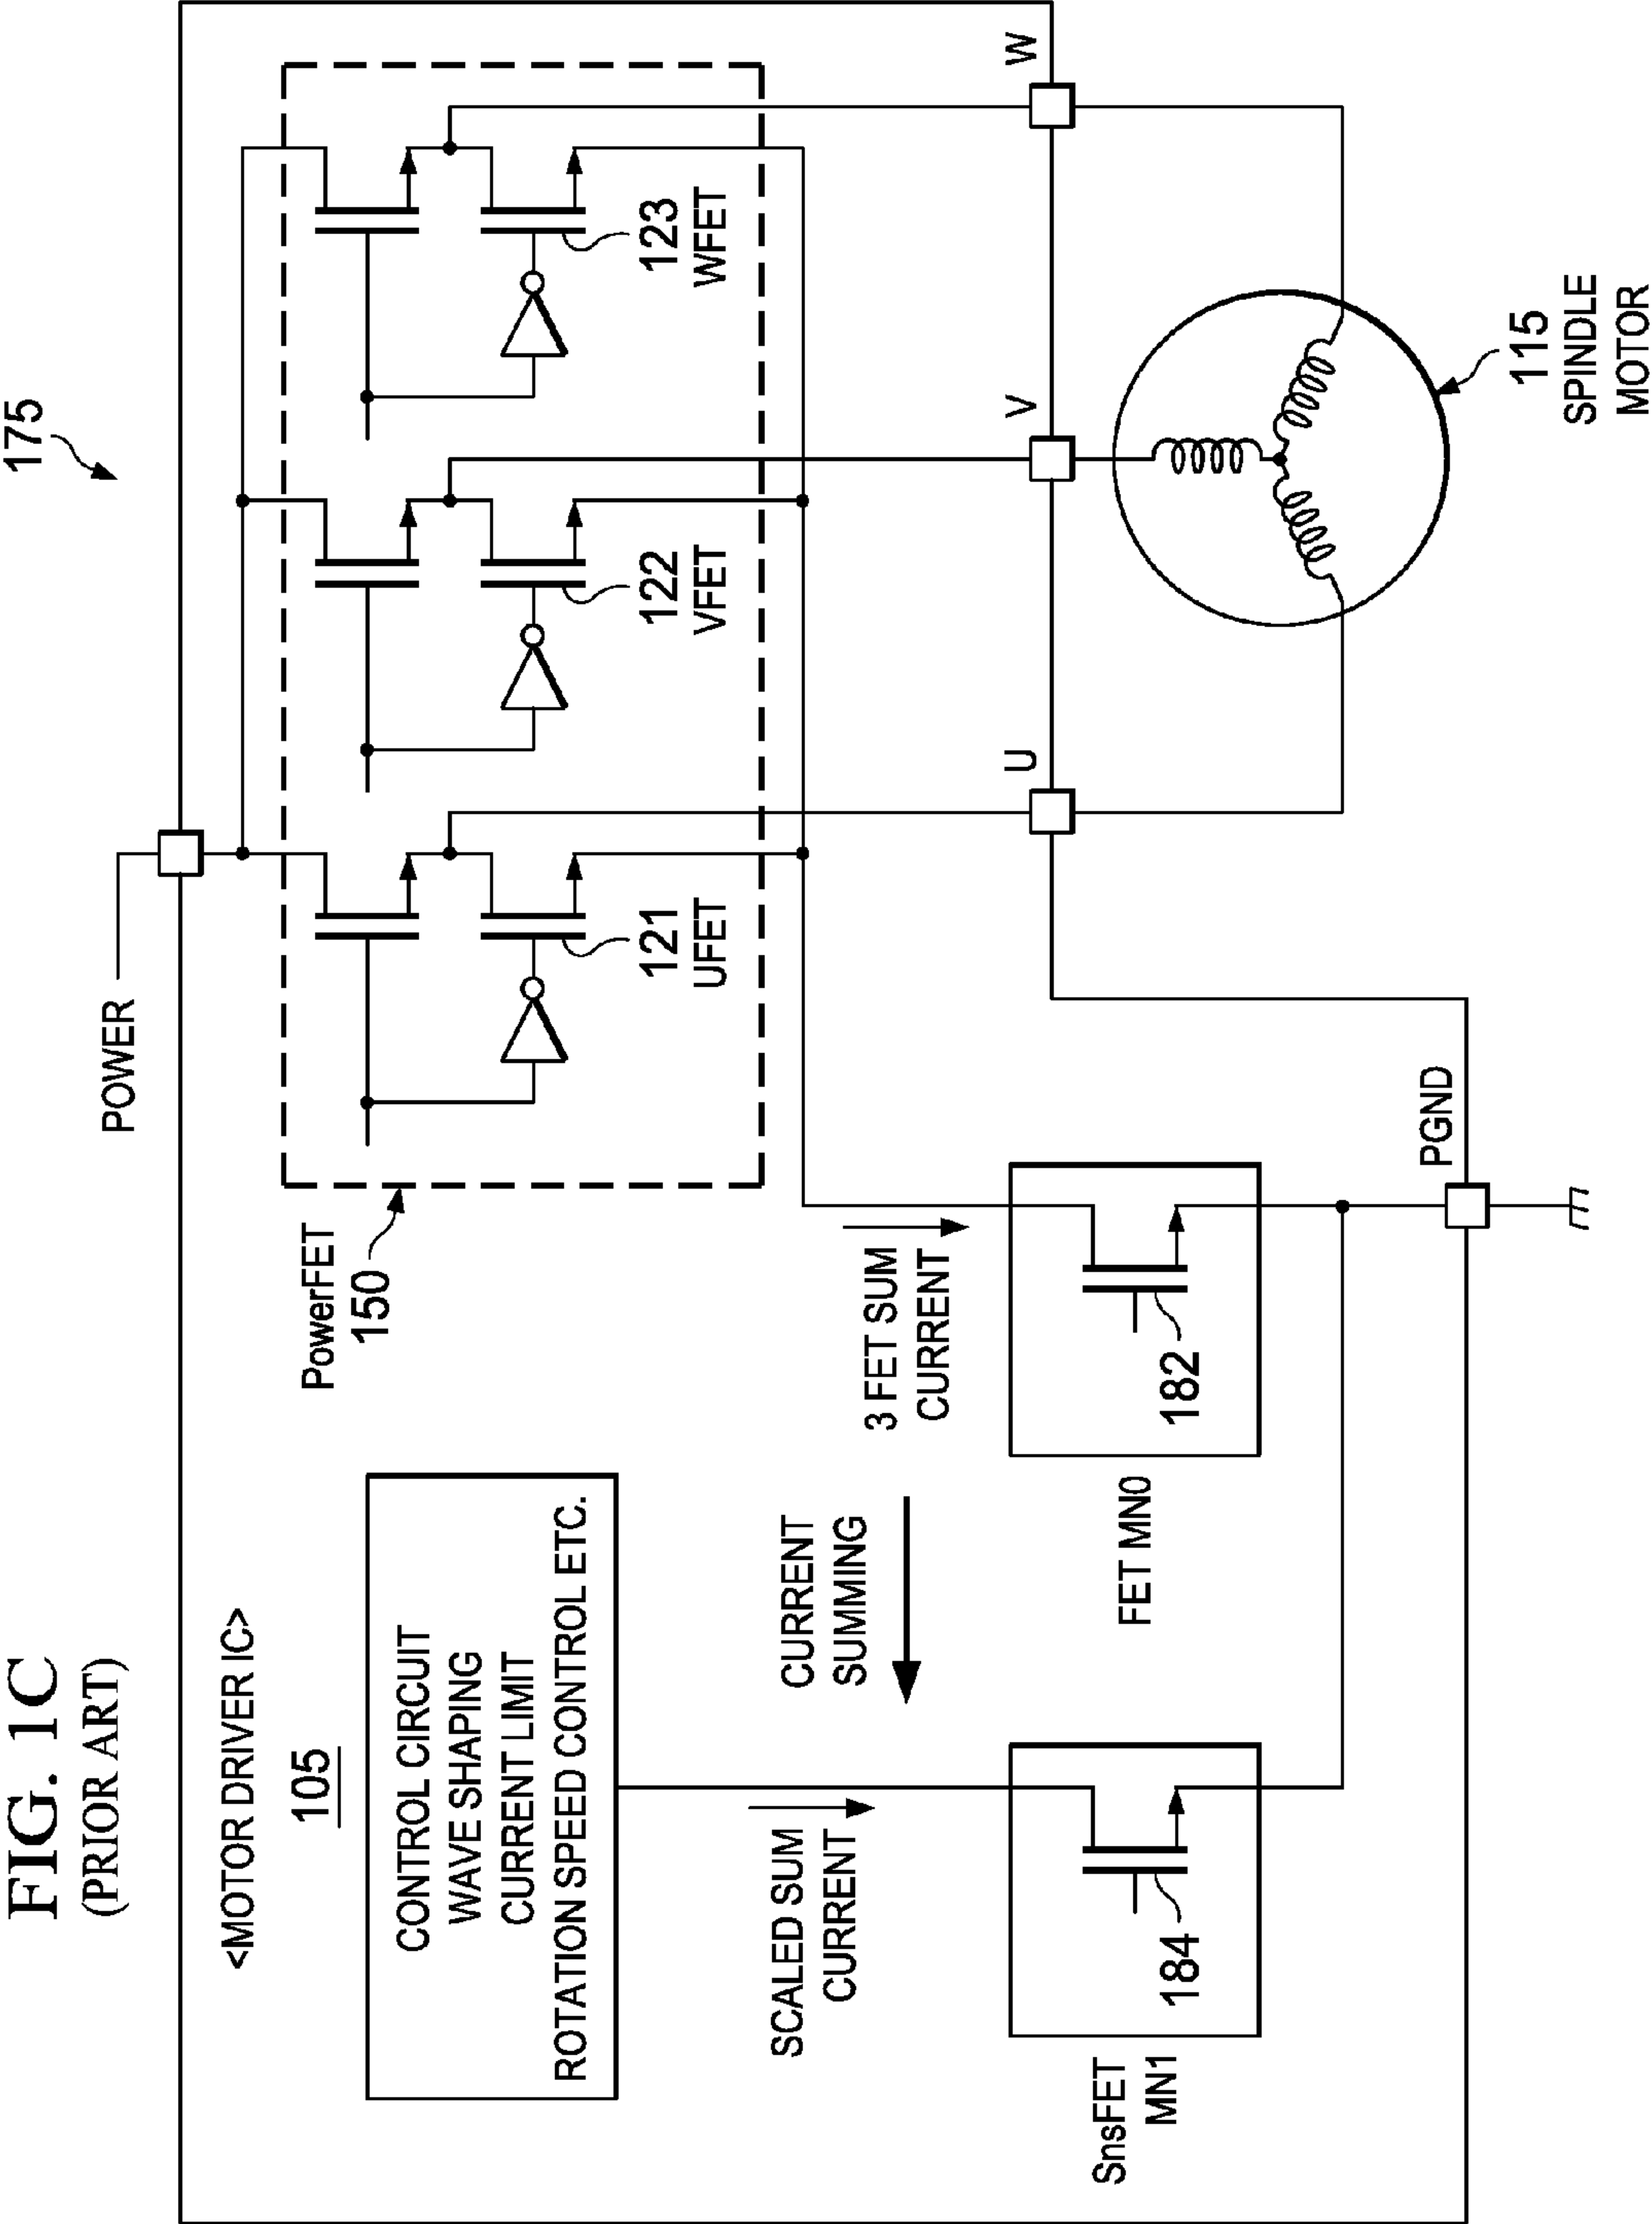 FIG. 1C
(PRIOR ART)
175
POWER
<MOTOR DRIVER IC>
105
CONTROL CIRCUIT
WAVE SHAPING
CURRENT LIMIT
ROTATION SPEED CONTROL ETC.
PowerFET
150
121
UFET
122
VFET
123
WFET
SCALED SUM
CURRENT
CURRENT
SUMMING
3 FET SUM
CURRENT
U
V
W
SnsFET
MN1
184
FET MN0
182
PGND
115
SPINDLE
MOTOR